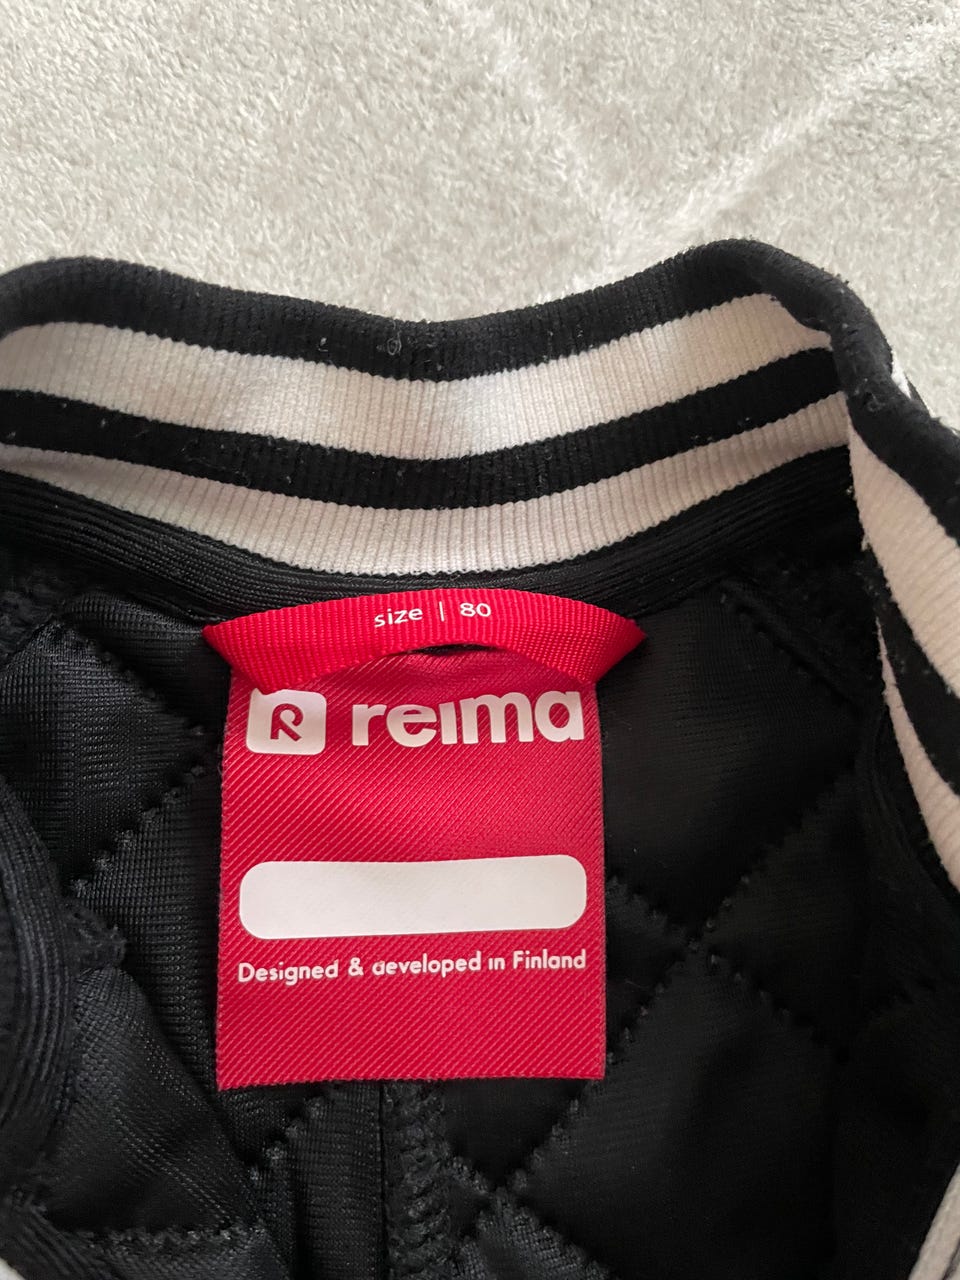 size | 80
R reima
Designed & developed in Finland